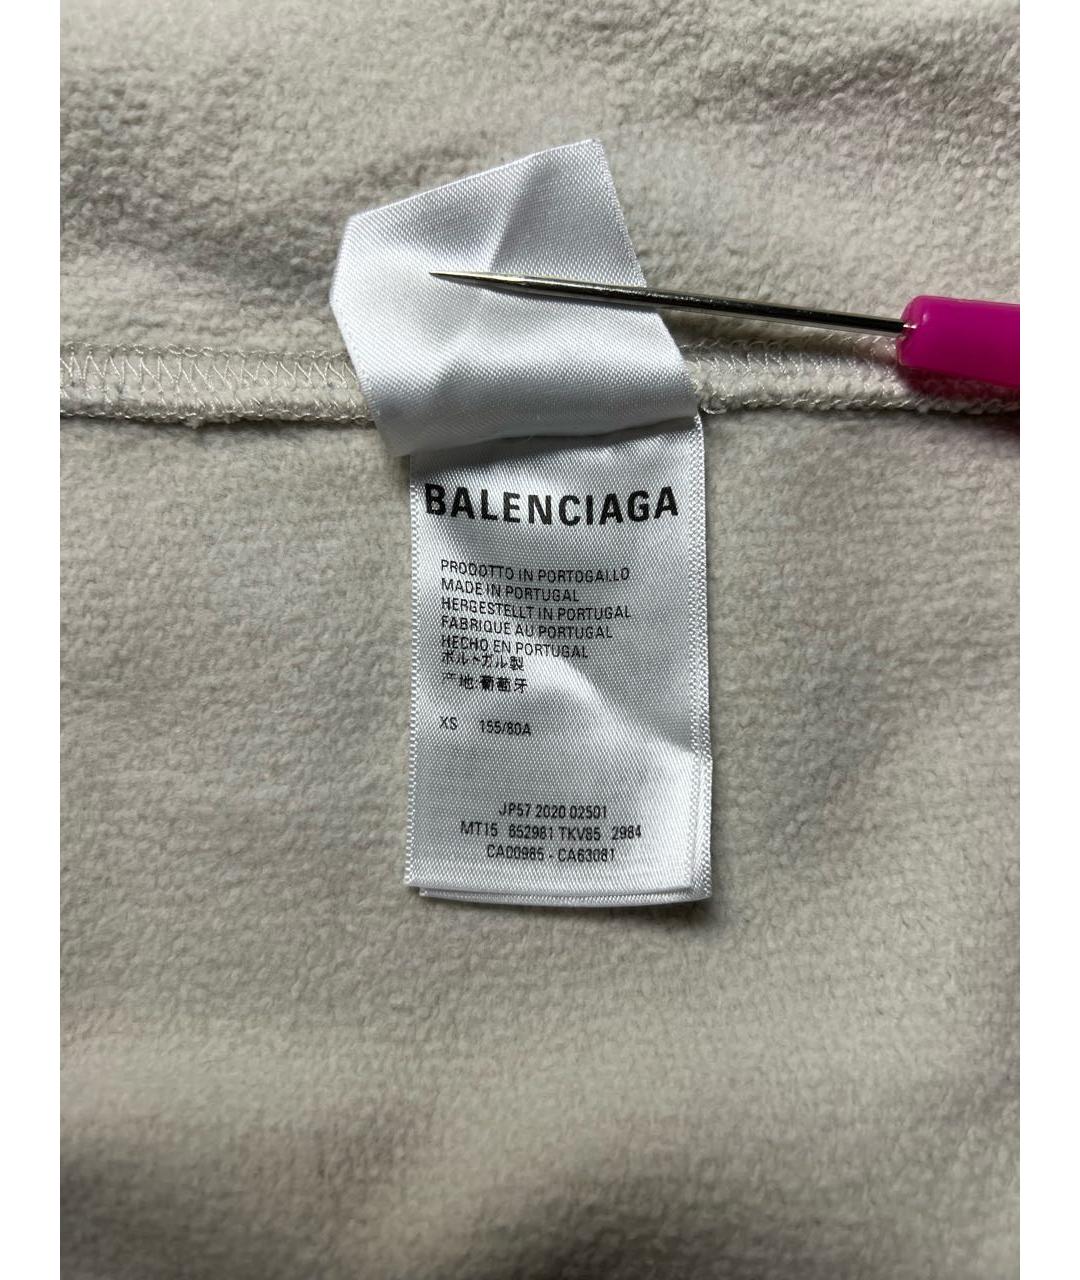 BALENCIAGA
PRODOTTO IN PORTOGALLO
MADE IN PORTUGAL
HERGESTELLT IN PORTUGAL
FABRIQUE AU PORTUGAL
HECHO EN PORTUGAL
ポルトガル製
产地:葡萄牙
XS 155/80A
JP57 2020 02501
MT15 652981 TKV85 2984
CA00985 - CA63081